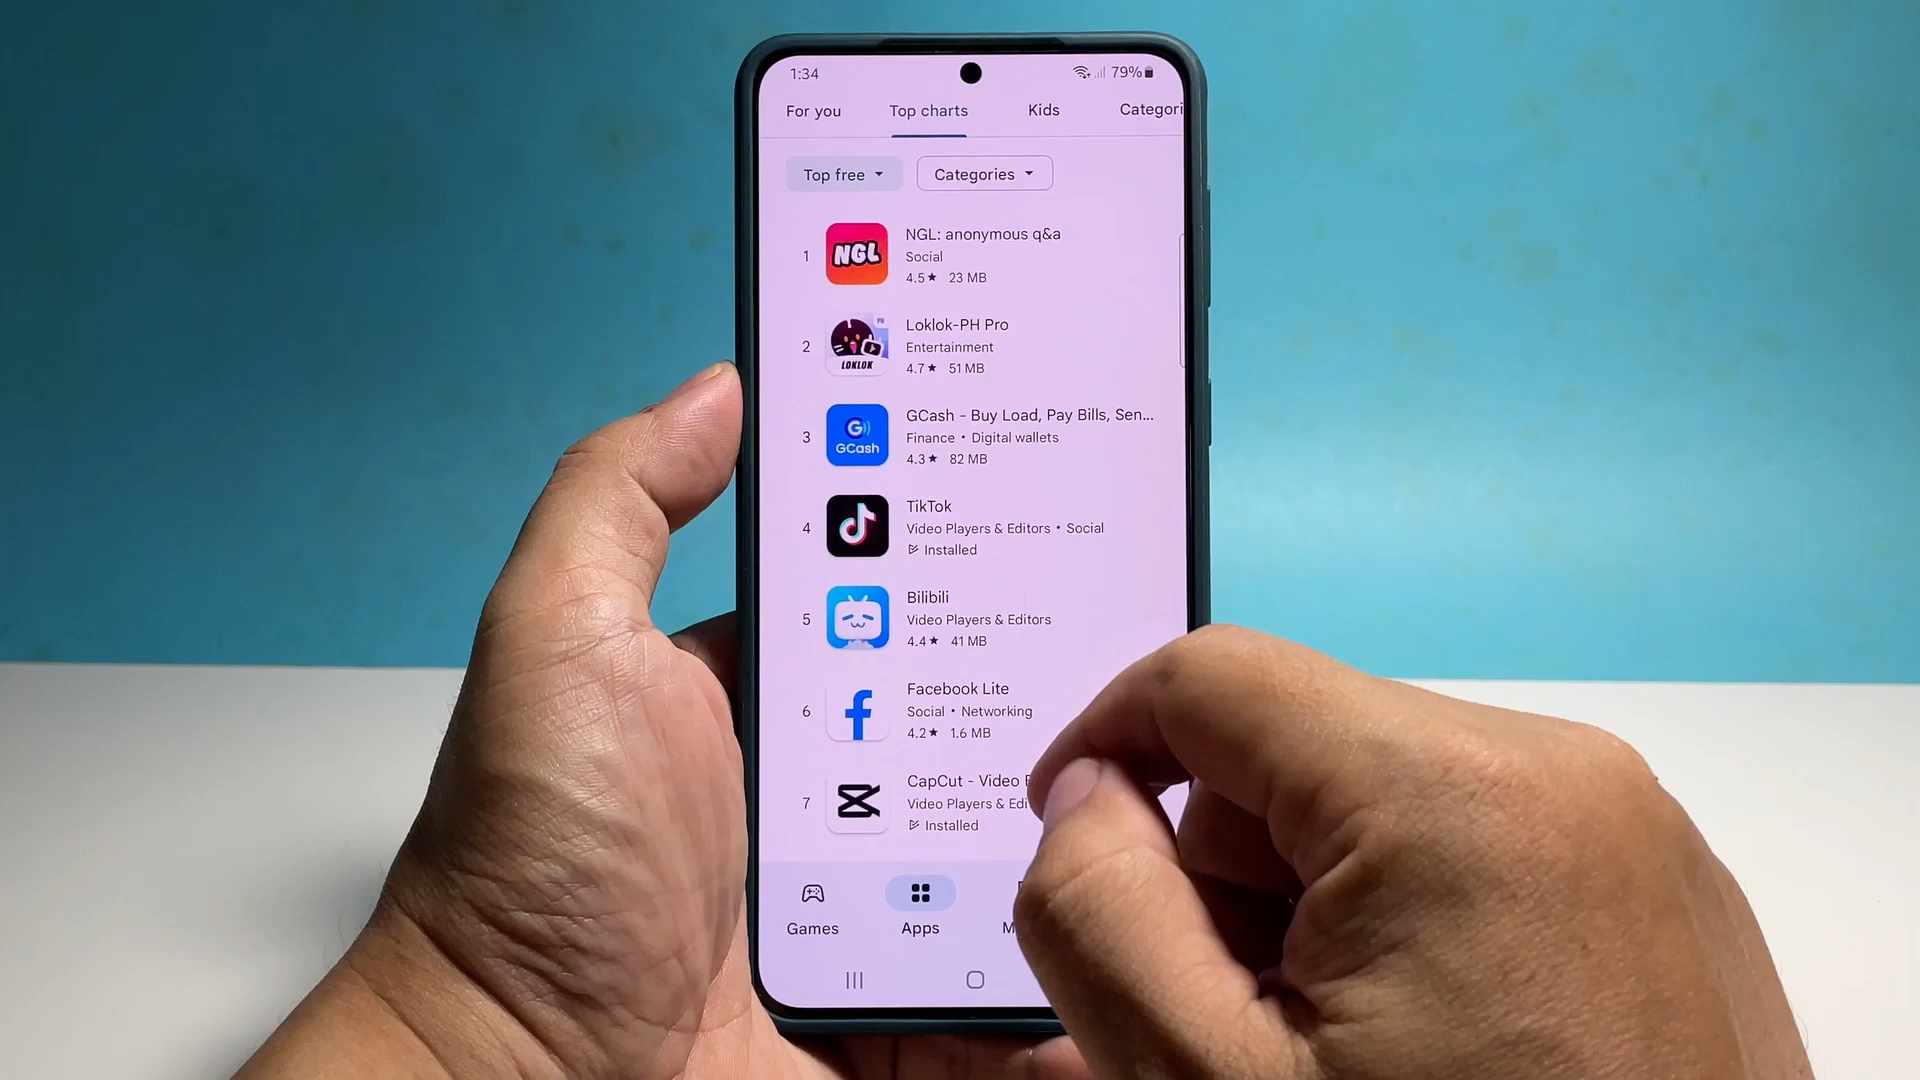 1:34 79%
For you Top charts Kids Categori
Top free Categories
1 NGL NGL: anonymous q&a
Social
4.5★ 23 MB
2 LOKLOK Loklok-PH Pro
Entertainment
4.7★ 51 MB
3 GCash GCash - Buy Load, Pay Bills, Sen...
Finance • Digital wallets
4.3★ 82 MB
4 TikTok
Video Players & Editors • Social
Installed
5 Bilibili
Video Players & Editors
4.4★ 41 MB
6 Facebook Lite
Social • Networking
4.2★ 1.6 MB
7 CapCut - Video
Video Players & Edi
Installed
Games Apps